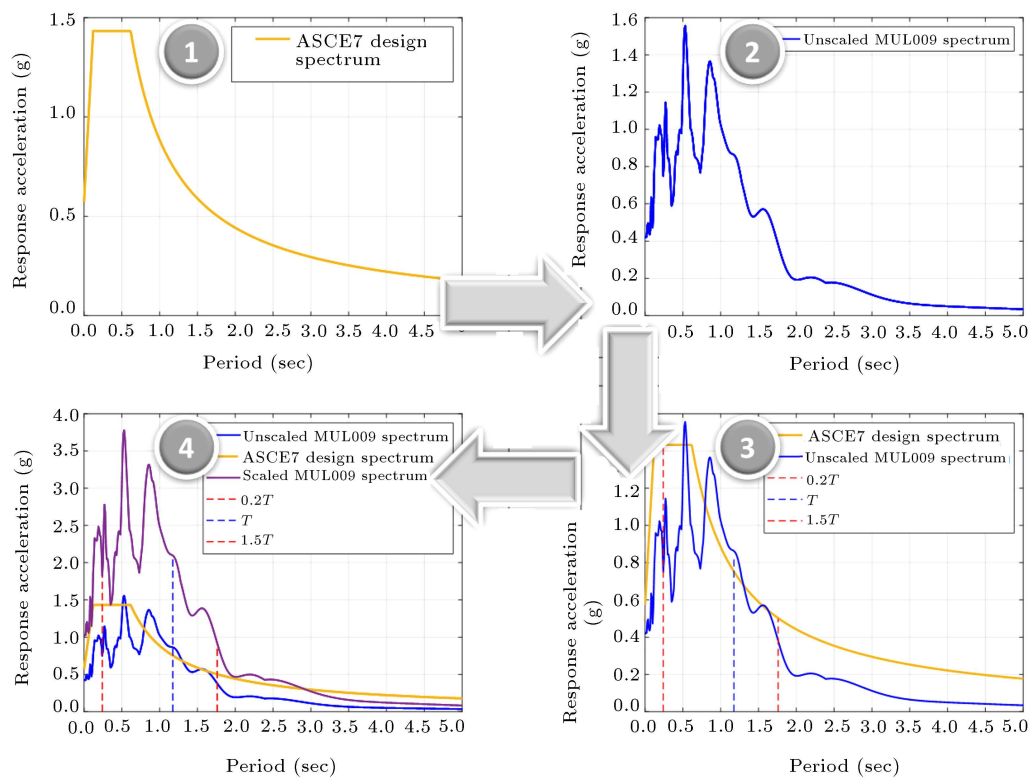 1
ASCE7 design
spectrum
Response acceleration (g)
1.5
1.0
0.5
0.0
0.0 0.5 1.0 1.5 2.0 2.5 3.0 3.5 4.0 4.5
Period (sec)
2
Unscaled MUL009 spectrum
Response acceleration (g)
1.6
1.4
1.2
1.0
0.8
0.6
0.4
0.2
0.0
0.5 1.0 1.5 2.0 2.5 3.0 3.5 4.0 4.5 5.0
Period (sec)
4
Unscaled MUL009 spectrum
ASCE7 design spectrum
Scaled MUL009 spectrum
0.2T
T
1.5T
Response acceleration (g)
4.0
3.5
3.0
2.5
2.0
1.5
1.0
0.5
0.0
0.0 0.5 1.0 1.5 2.0 2.5 3.0 3.5 4.0 4.5 5.0
Period (sec)
3
ASCE7 design spectrum
Unscaled MUL009 spectrum
0.2T
T
1.5T
Response acceleration
(g)
1.2
1.0
0.8
0.6
0.4
0.2
0.0
0.0 0.5 1.0 1.5 2.0 2.5 3.0 3.5 4.0 4.5 5.0
Period (sec)